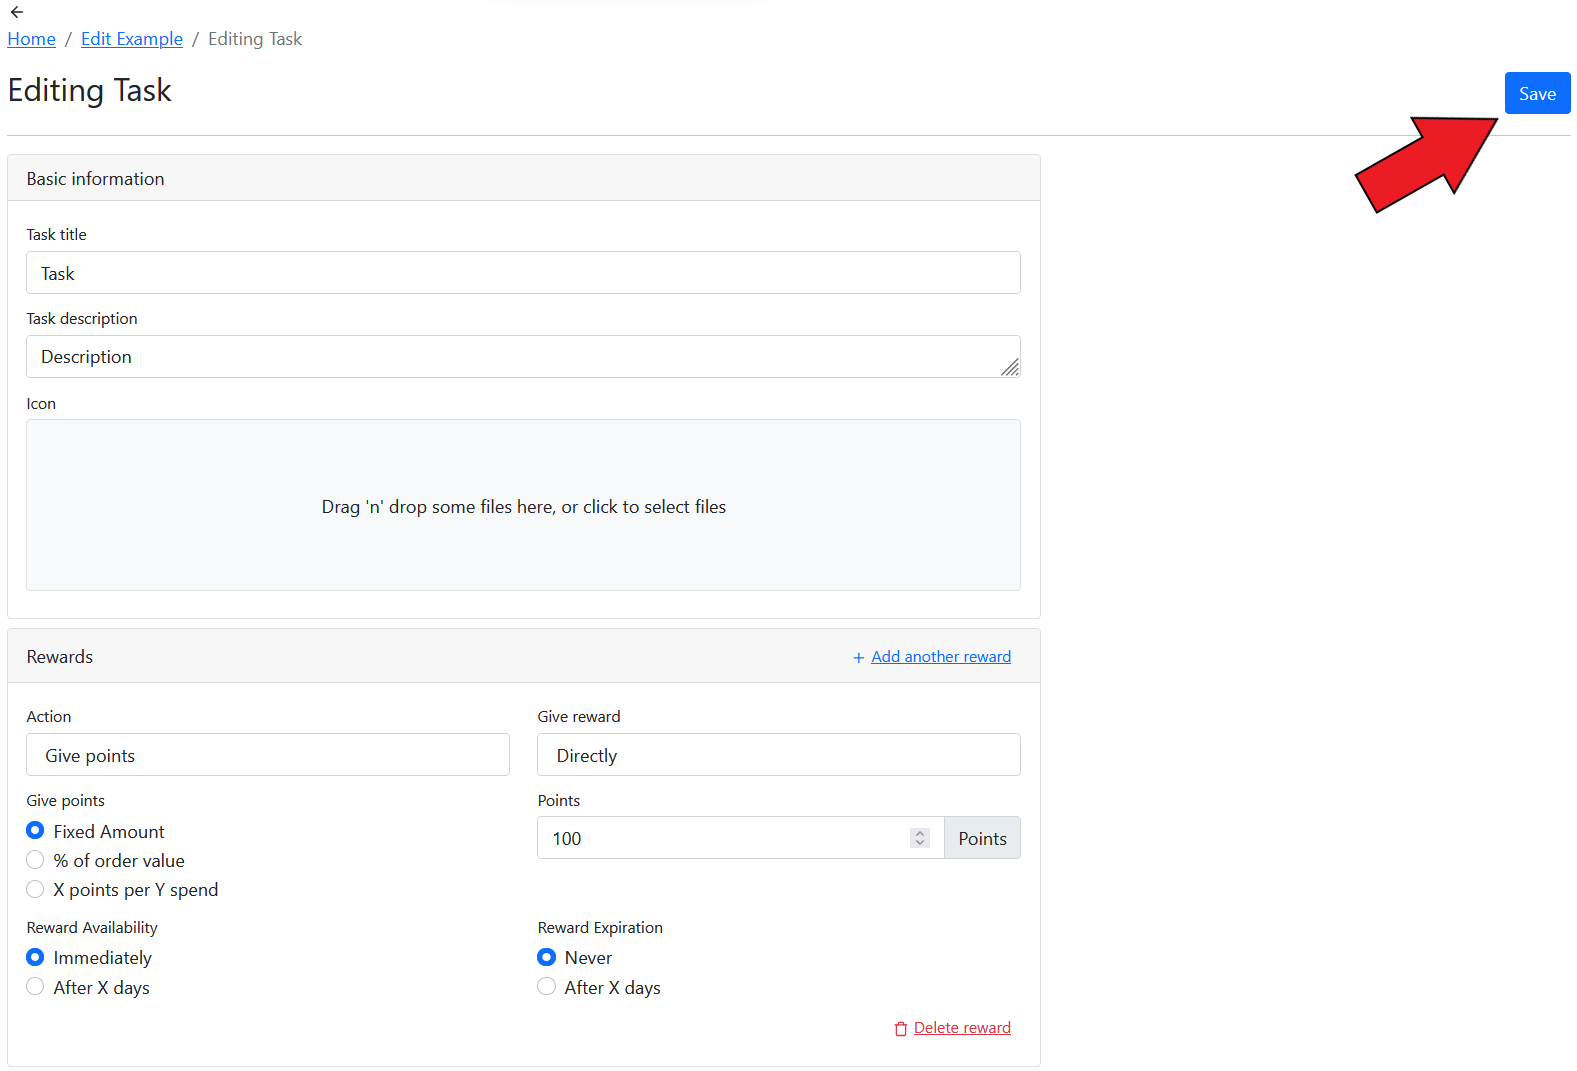 Home / Edit Example / Editing Task
Editing Task
Save
Basic information
Task title
Task
Task description
Description
Icon
Drag 'n' drop some files here, or click to select files
Rewards
+ Add another reward
Action
Give reward
Give points
Directly
Give points
Points
Fixed Amount
100
Points
% of order value
X points per Y spend
Reward Availability
Reward Expiration
Immediately
Never
After X days
After X days
Delete reward